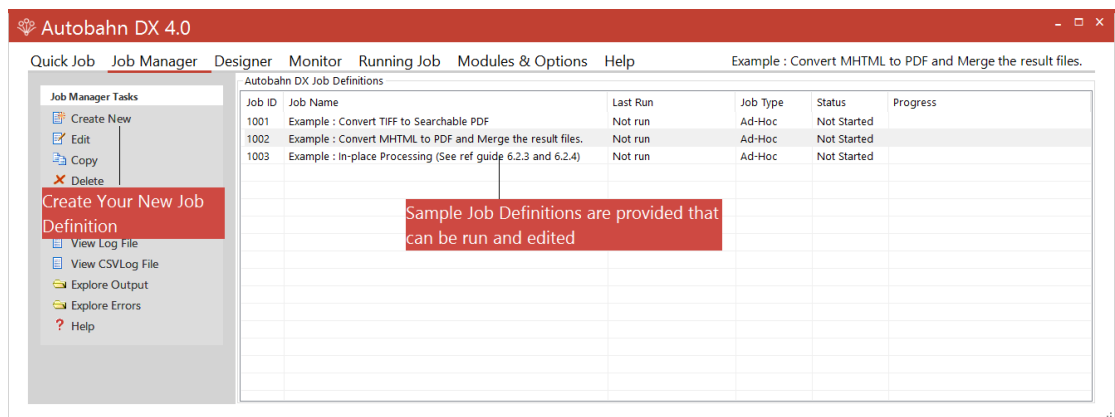 Autobahn DX 4.0
Quick Job Job Manager Designer Monitor Running Job Modules & Options Help Example : Convert MHTML to PDF and Merge the result files.
Autobahn DX Job Definitions
Job Manager Tasks
Create New
Edit
Copy
Delete
Create Your New Job
Definition
View Log File
View CSVLog File
Explore Output
Explore Errors
Help
Job ID Job Name Last Run Job Type Status Progress
1001 Example : Convert TIFF to Searchable PDF Not run Ad-Hoc Not Started
1002 Example : Convert MHTML to PDF and Merge the result files. Not run Ad-Hoc Not Started
1003 Example : In-place Processing (See ref guide 6.2.3 and 6.2.4) Not run Ad-Hoc Not Started
Sample Job Definitions are provided that
can be run and edited